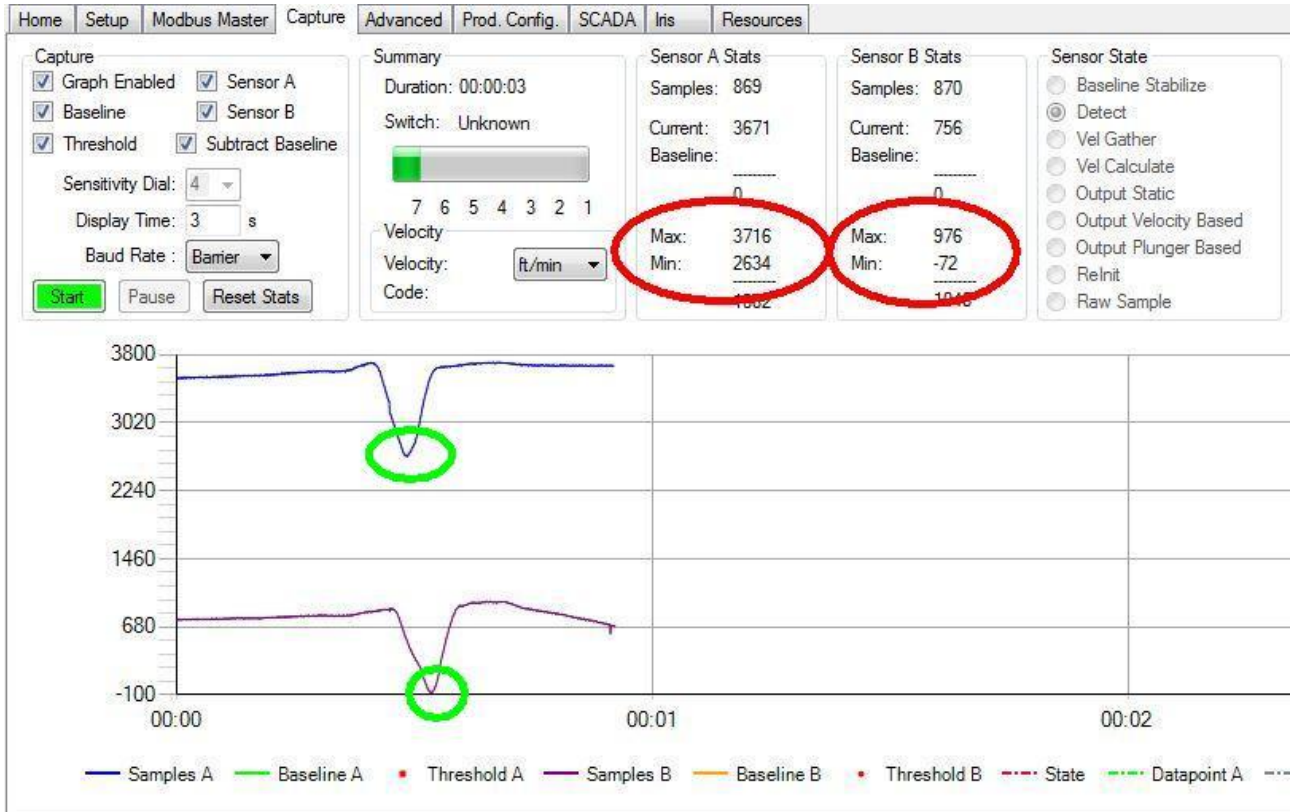 Home Setup Modbus Master Capture Advanced Prod. Config. SCADA Iris Resources
Capture
Graph Enabled Sensor A
Baseline Sensor B
Threshold Subtract Baseline
Sensitivity Dial: 4
Display Time: 3 s
Baud Rate : Barrier
Start Pause Reset Stats
Summary
Duration: 00:00:03
Switch: Unknown
7 6 5 4 3 2 1
Velocity
Velocity: ft/min
Code:
Sensor A Stats
Samples: 869
Current: 3671
Baseline:
---------
0
Max: 3716
Min: 2634
---------
Sensor B Stats
Samples: 870
Current: 756
Baseline:
---------
0
Max: 976
Min: -72
---------
Sensor State
Baseline Stabilize
Detect
Vel Gather
Vel Calculate
Output Static
Output Velocity Based
Output Plunger Based
ReInit
Raw Sample
3800
3020
2240
1460
680
-100
00:00 00:01 00:02
Samples A Baseline A Threshold A Samples B Baseline B Threshold B State Datapoint A